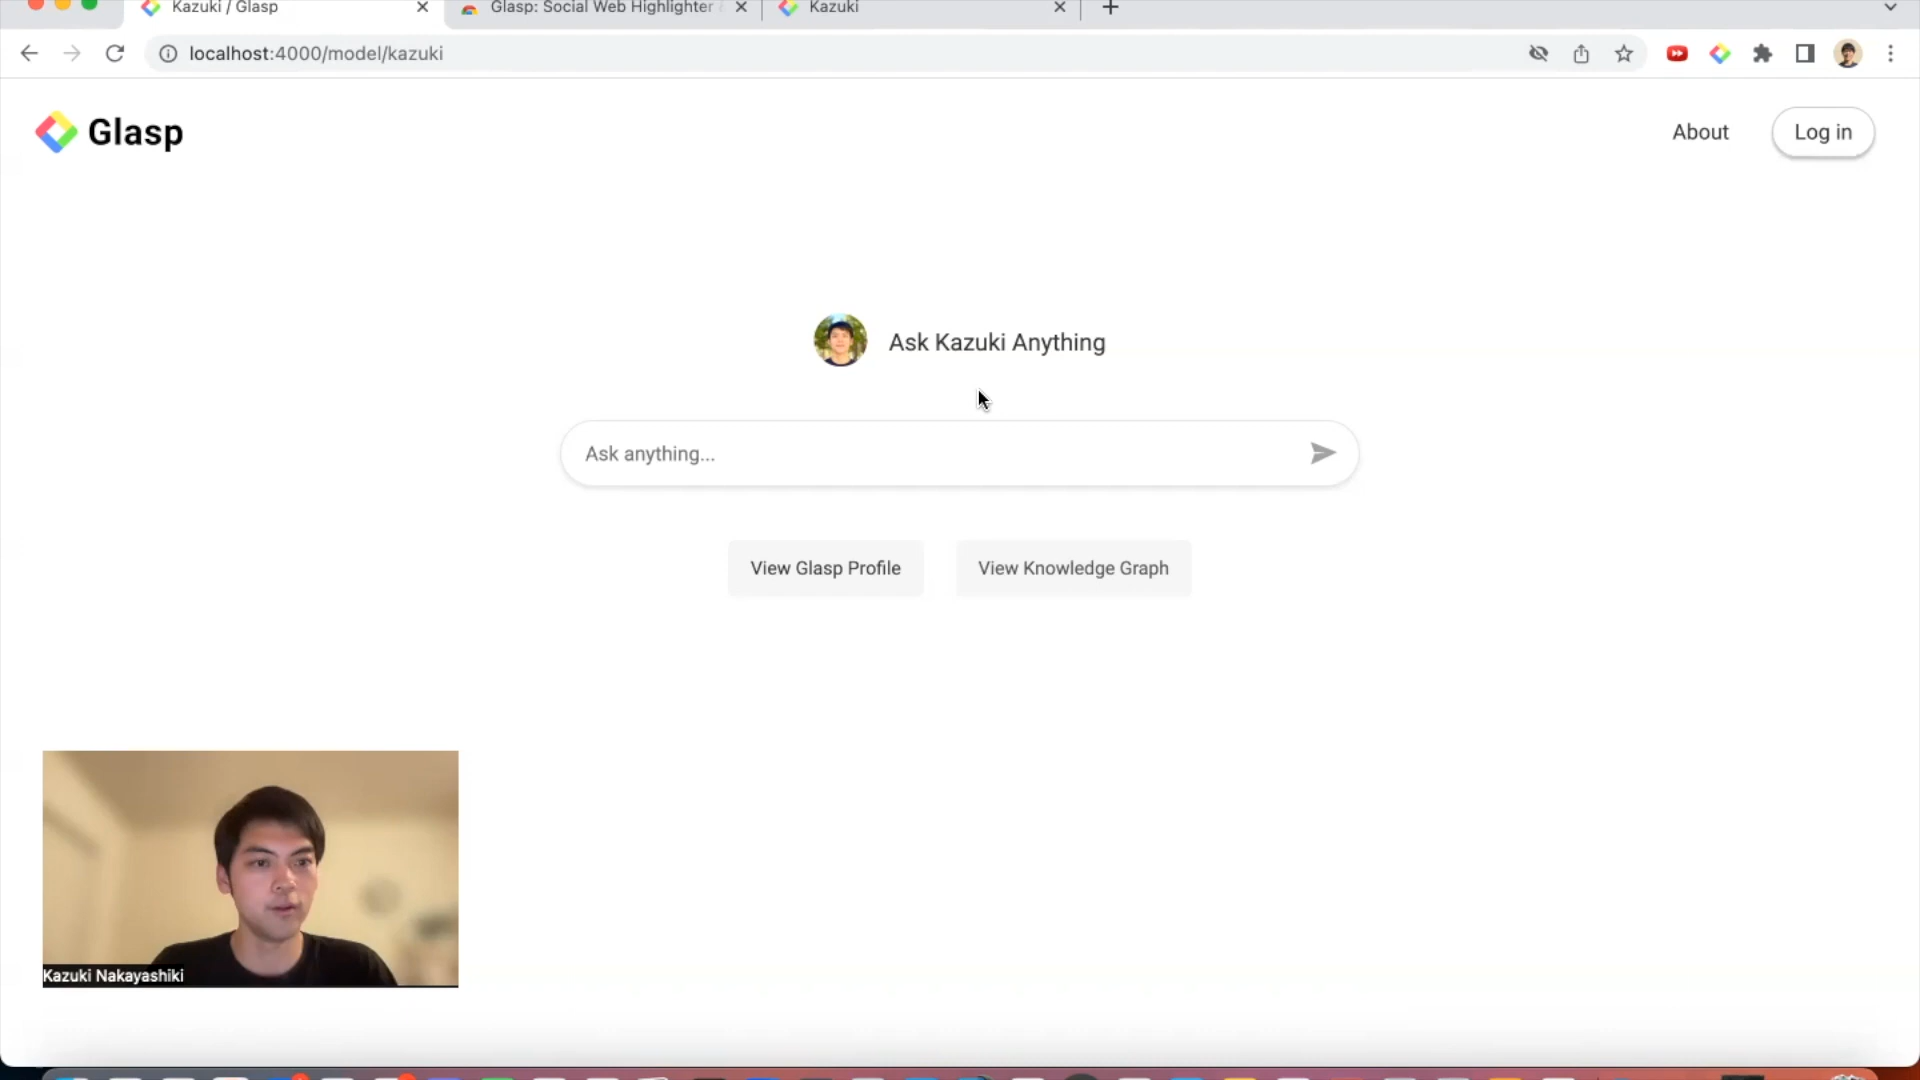 Kazuki / Glasp
Glasp: Social Web Highlighter
Kazuki
localhost:4000/model/kazuki
Glasp
About
Log in
Ask Kazuki Anything
Ask anything...
View Glasp Profile
View Knowledge Graph
Kazuki Nakayashiki